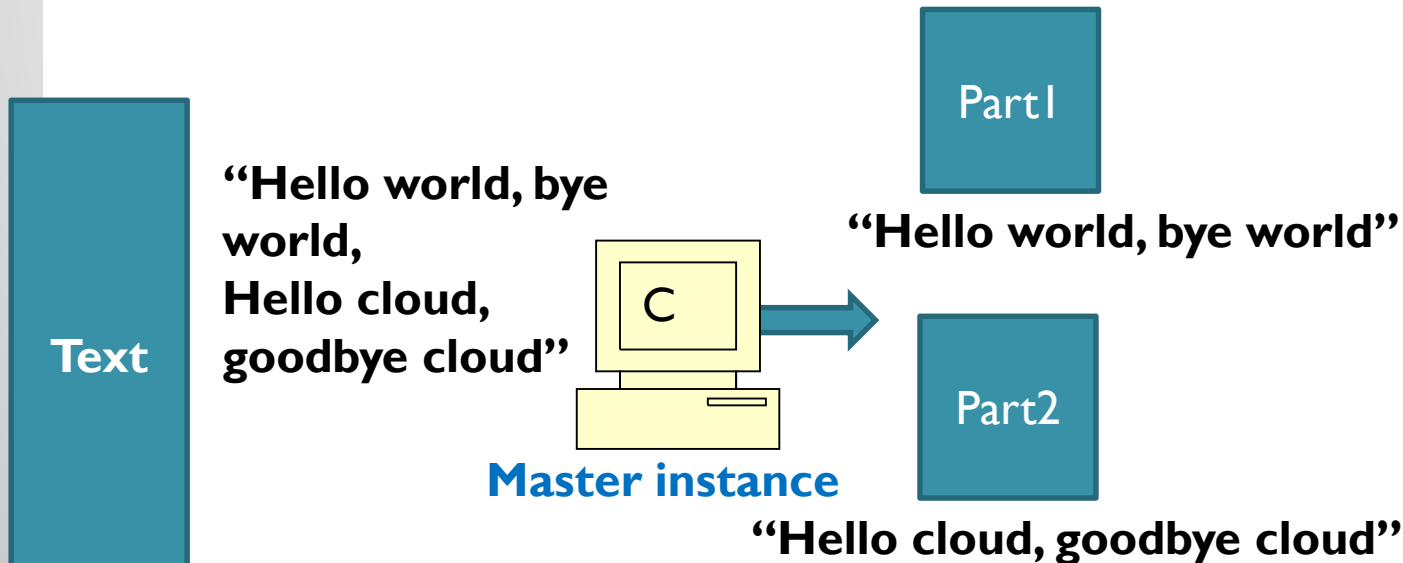 Text
“Hello world, bye
world,
Hello cloud,
goodbye cloud”
C
Master instance
Part1
“Hello world, bye world”
Part2
“Hello cloud, goodbye cloud”